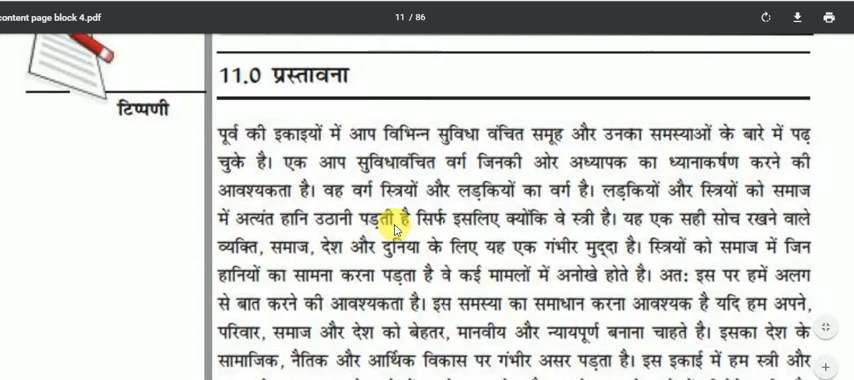 content page block 4.pdf
11 / 86
11.0 प्रस्तावना
टिप्पणी
पूर्व की इकाइयों में आप विभिन्न सुविधा वंचित समूह और उनका समस्याओं के बारे में पढ़
चुके है। एक आप सुविधावंचित वर्ग जिनकी ओर अध्यापक का ध्यानाकर्षण करने की
आवश्यकता है। वह वर्ग स्त्रियों और लड़कियों का वर्ग है। लड़कियों और स्त्रियों को समाज
में अत्यंत हानि उठानी पड़ती है सिर्फ इसलिए क्योंकि वे स्त्री है। यह एक सही सोच रखने वाले
व्यक्ति, समाज, देश और दुनिया के लिए यह एक गंभीर मुद्दा है। स्त्रियों को समाज में जिन
हानियों का सामना करना पड़ता है वे कई मामलों में अनोखे होते है। अत: इस पर हमें अलग
से बात करने की आवश्यकता है। इस समस्या का समाधान करना आवश्यक है यदि हम अपने,
परिवार, समाज और देश को बेहतर, मानवीय और न्यायपूर्ण बनाना चाहते है। इसका देश के
सामाजिक, नैतिक और आर्थिक विकास पर गंभीर असर पड़ता है। इस इकाई में हम स्त्री और